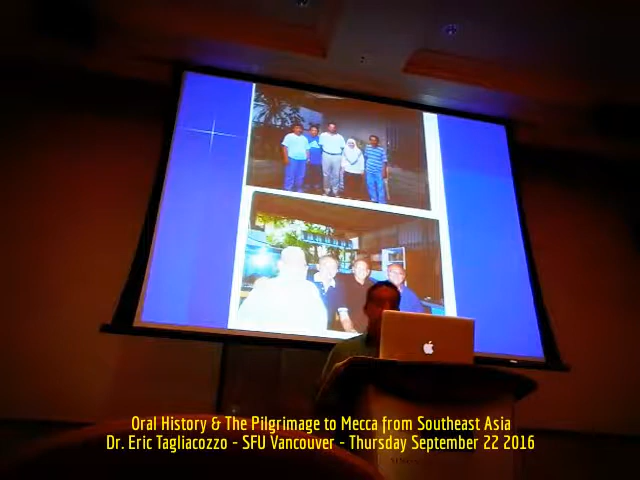 Oral History & The Pilgrimage to Mecca from Southeast Asia
Dr. Eric Tagliacozzo - SFU Vancouver - Thursday September 22 2016